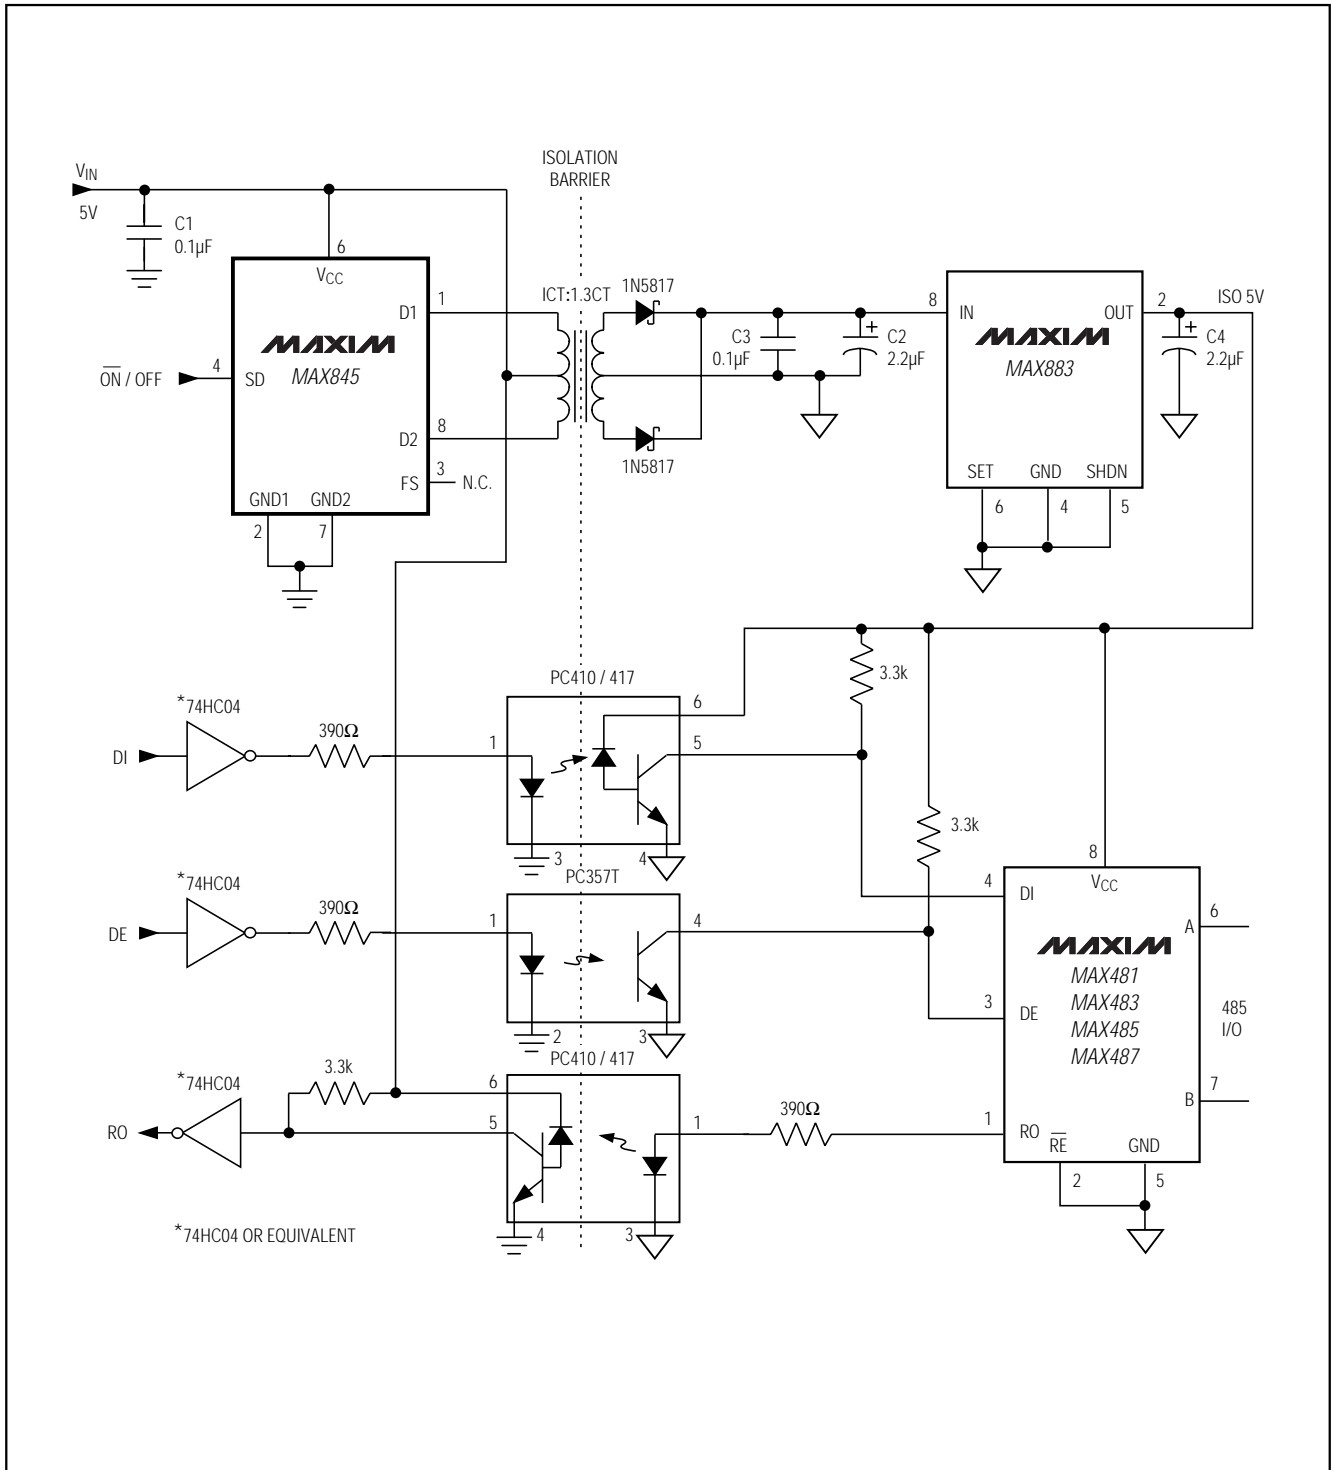 ISOLATION
BARRIER
VIN
5V
C1
0.1µF
6
VCC
D1
1
MAXIM
MAX845
ON / OFF
4
SD
D2
8
FS
3
N.C.
GND1
GND2
2
7
ICT:1.3CT
1N5817
1N5817
C3
0.1µF
C2
2.2µF
+
8
IN
OUT
2
ISO 5V
MAXIM
MAX883
+
C4
2.2µF
SET
GND
SHDN
6
4
5
PC410 / 417
3.3k
*74HC04
DI
390Ω
1
6
5
3
4
3.3k
PC357T
*74HC04
DE
390Ω
1
4
2
3
8
VCC
4
DI
A
6
MAXIM
MAX481
MAX483
MAX485
MAX487
3
DE
485
I/O
B
7
1
RO
RE
GND
2
5
PC410 / 417
*74HC04
RO
3.3k
6
5
1
390Ω
4
3
*74HC04 OR EQUIVALENT